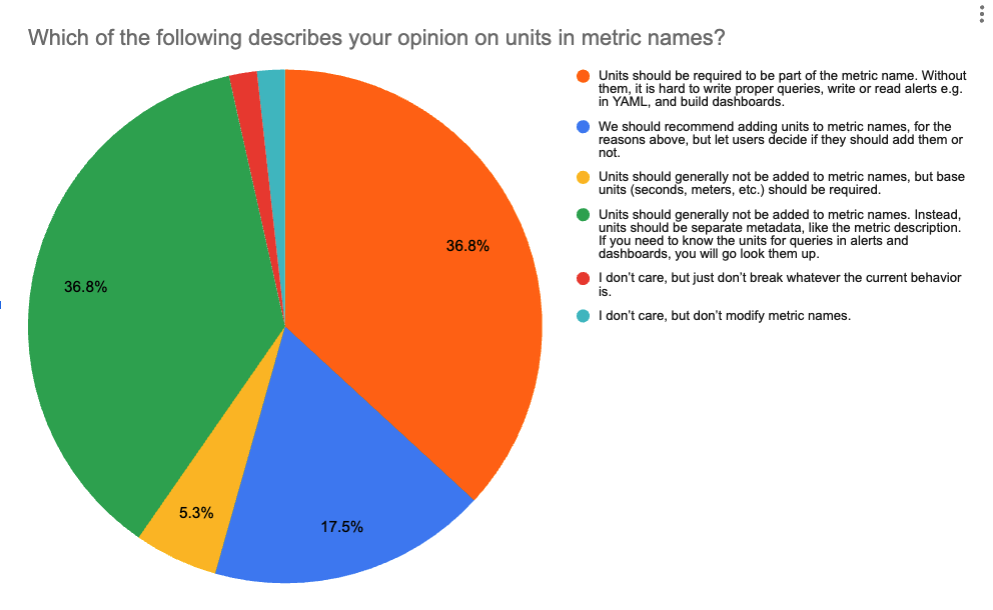 Which of the following describes your opinion on units in metric names?
Units should be required to be part of the metric name. Without
them, it is hard to write proper queries, write or read alerts e.g.
in YAML, and build dashboards.
We should recommend adding units to metric names, for the
reasons above, but let users decide if they should add them or
not.
Units should generally not be added to metric names, but base
units (seconds, meters, etc.) should be required.
Units should generally not be added to metric names. Instead,
units should be separate metadata, like the metric description.
If you need to know the units for queries in alerts and
dashboards, you will go look them up.
I don’t care, but just don’t break whatever the current behavior
is.
I don’t care, but don’t modify metric names.
36.8%
36.8%
5.3%
17.5%